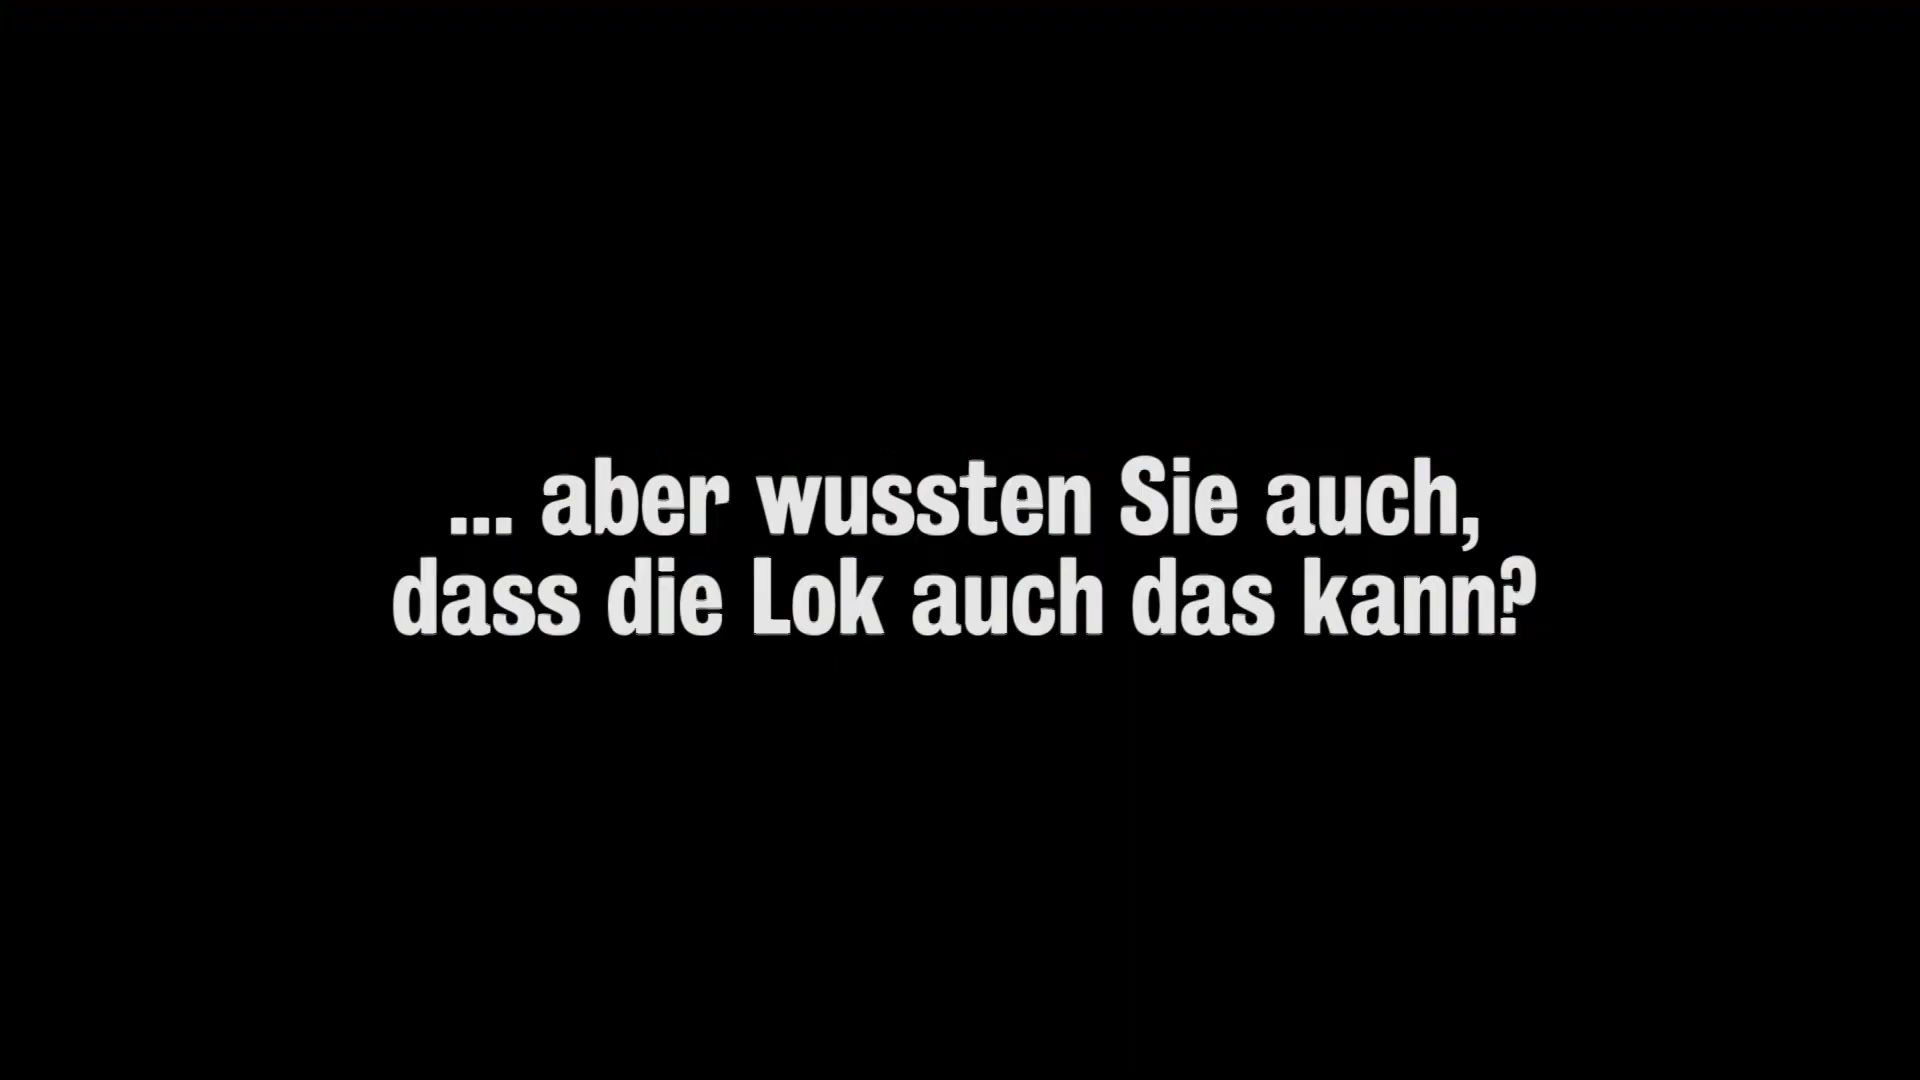 ... aber wussten Sie auch,
dass die Lok auch das kann?